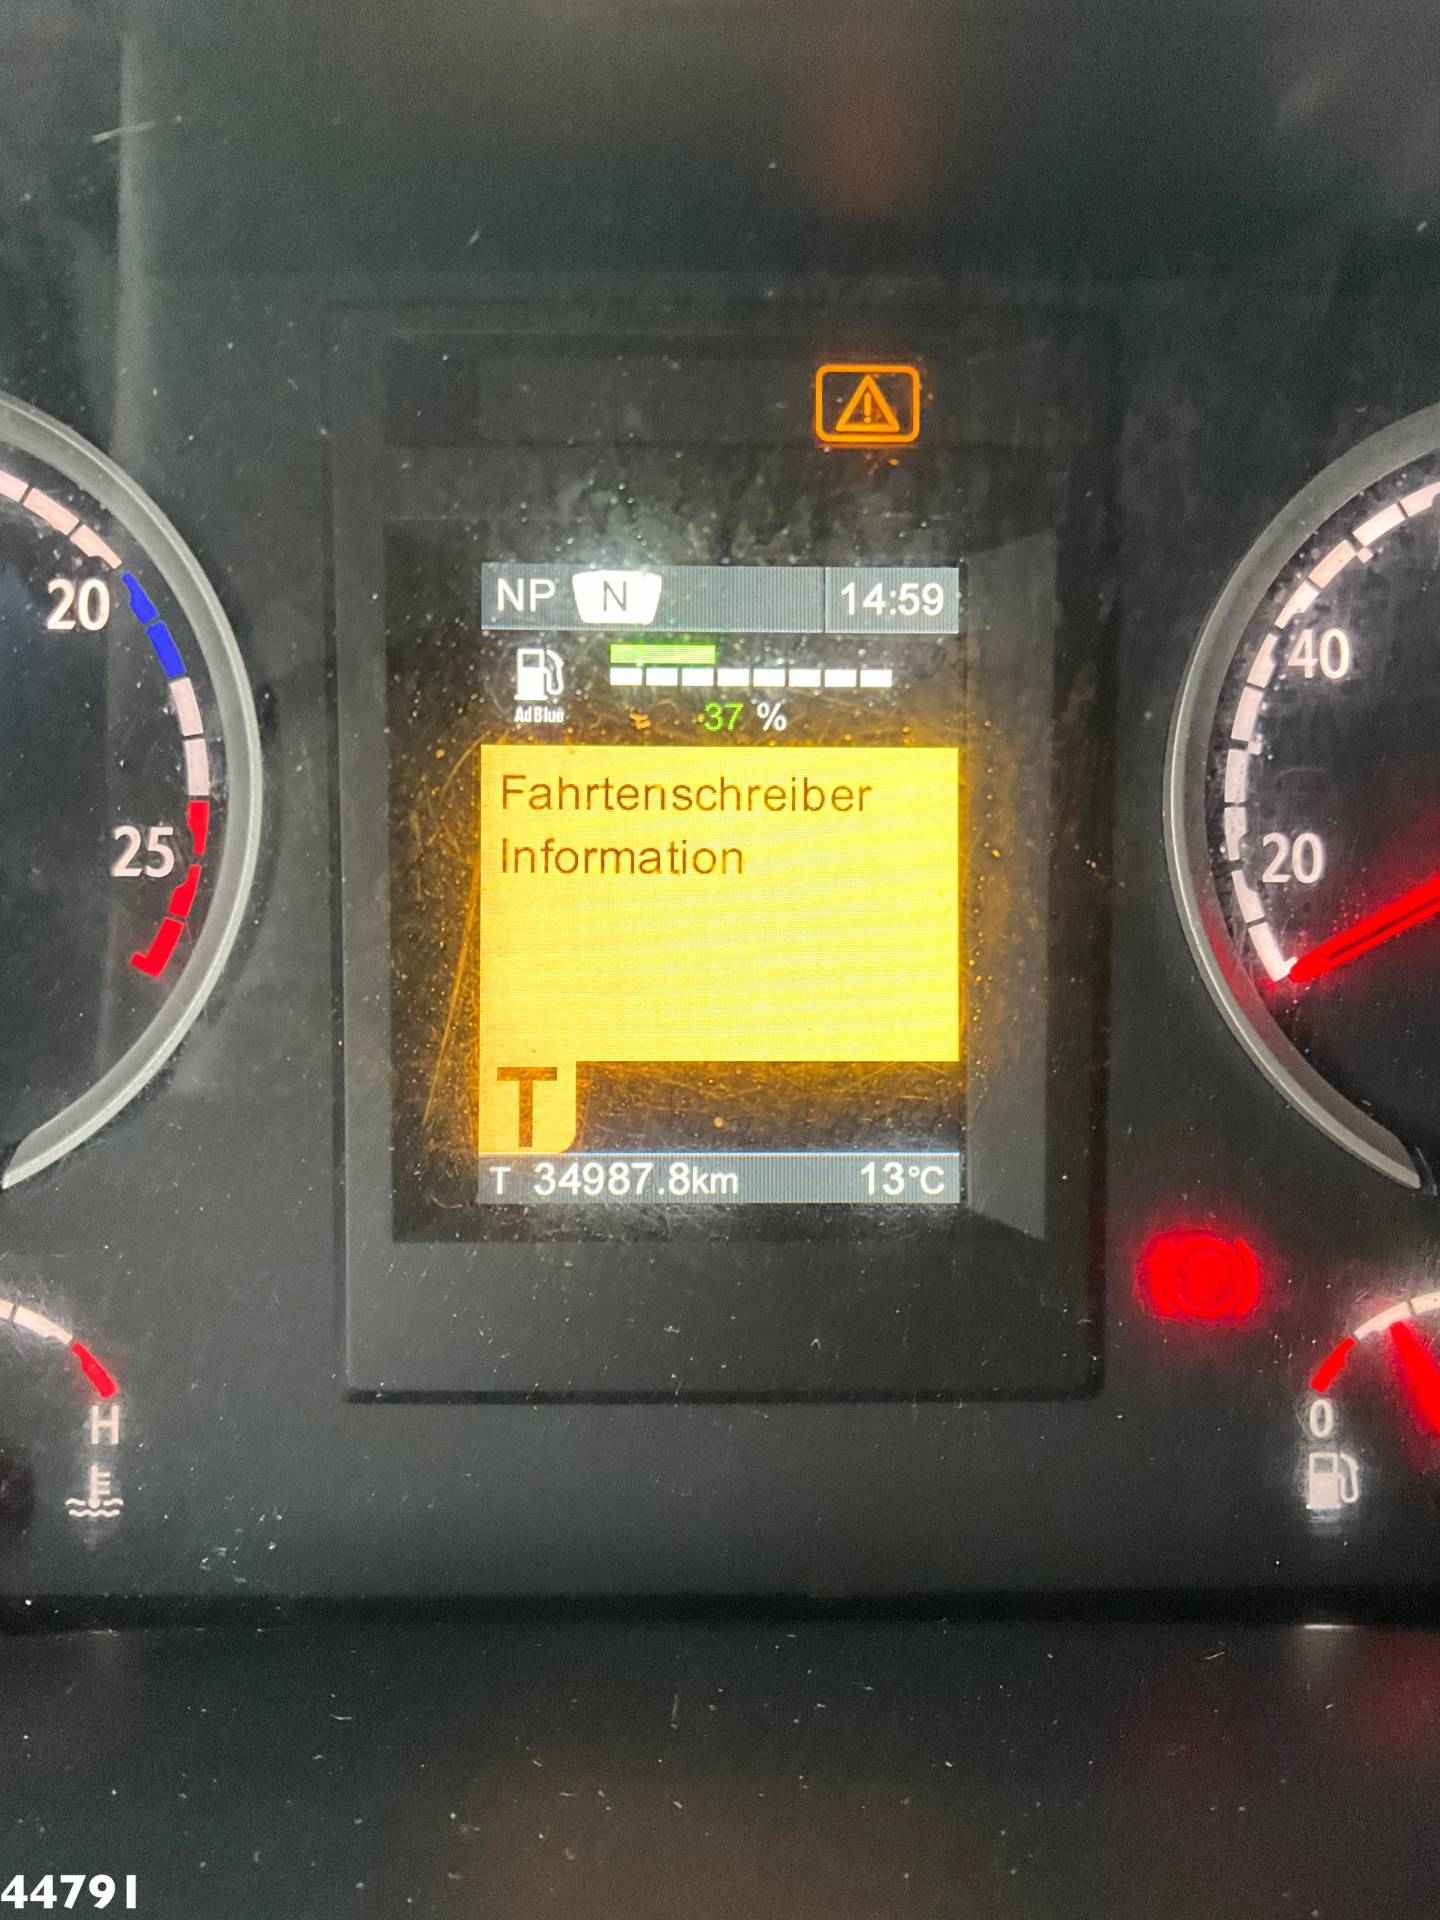 NP N 14:59
AdBlue
37 %
Fahrtenschreiber
Information
T
T 34987.8km 13°C
20
25
40
20
H
0
44791